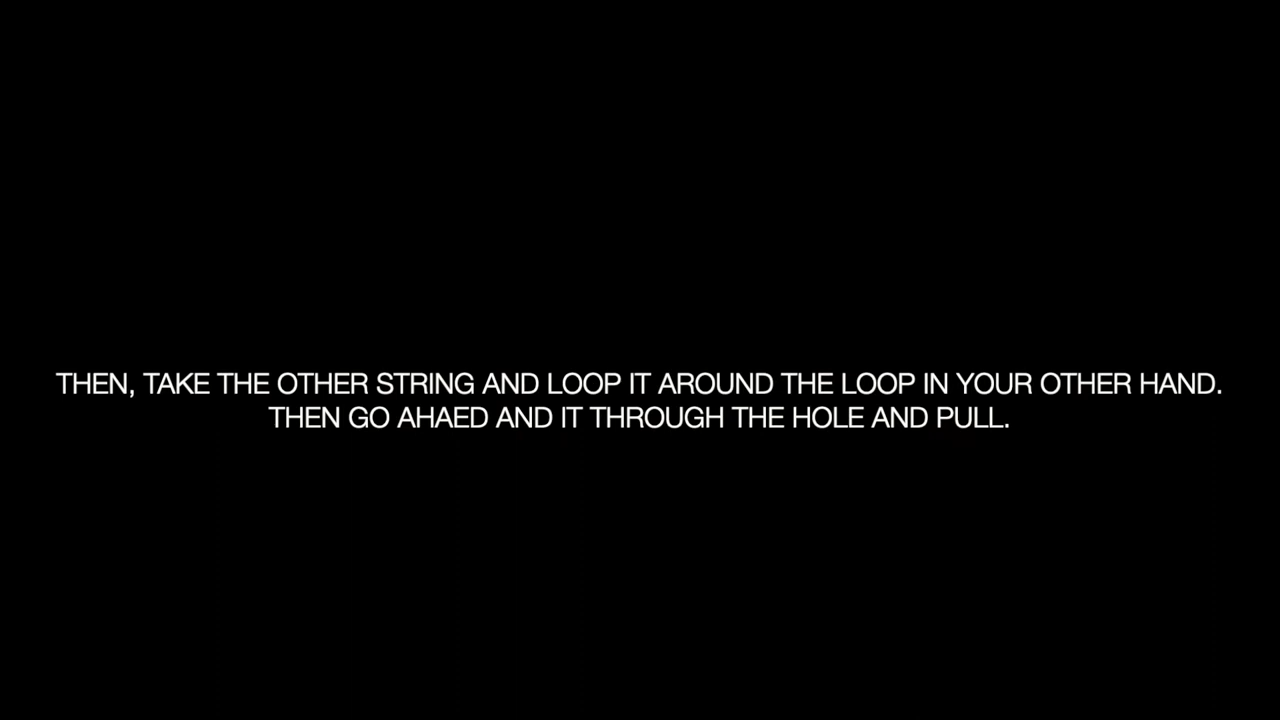 THEN, TAKE THE OTHER STRING AND LOOP IT AROUND THE LOOP IN YOUR OTHER HAND.
THEN GO AHAED AND IT THROUGH THE HOLE AND PULL.